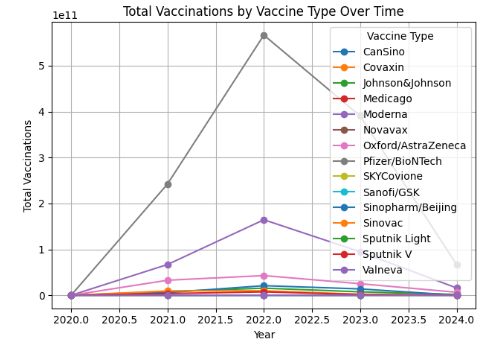 Total Vaccinations by Vaccine Type Over Time
1e11
Vaccine Type
CanSino
Covaxin
Johnson&Johnson
Medicago
Moderna
Novavax
Oxford/AstraZeneca
Pfizer/BioNTech
SKYCovione
Sanofi/GSK
Sinopharm/Beijing
Sinovac
Sputnik Light
Sputnik V
Valneva
5
4
3
2
1
0
Total Vaccinations
2020.0 2020.5 2021.0 2021.5 2022.0 2022.5 2023.0 2023.5 2024.0
Year